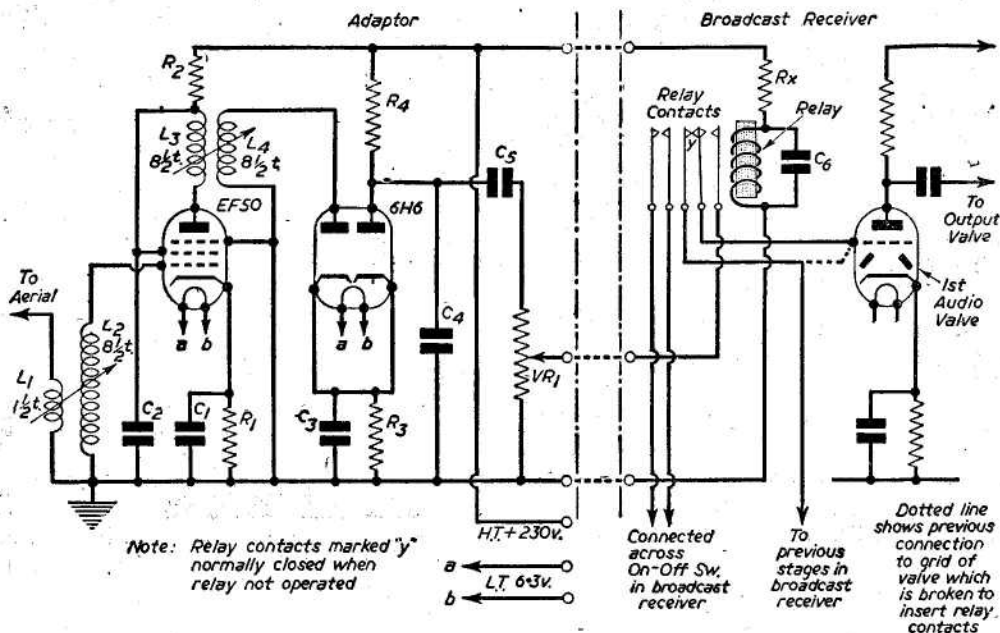 Adaptor
Broadcast Receiver
R2
R4
Rx
Relay
Contacts
Relay
y
C6
L3
8½t.
L4
8½t.
C5
EF50
6H6
To
Output
Valve
1st
Audio
Valve
To
Aerial
L2
8½t.
L1
1½t.
a b
a b
C4
VR1
C2
C1
R1
C3
R3
Note: Relay contacts marked "y"
normally closed when
relay not operated
H.T.+230v.
a
L.T. 6·3v.
b
Connected
across
On-Off Sw.
in broadcast
receiver
To
previous
stages in
broadcast
receiver
Dotted line
shows previous
connection
to grid of
valve which
is broken to
insert relay
contacts